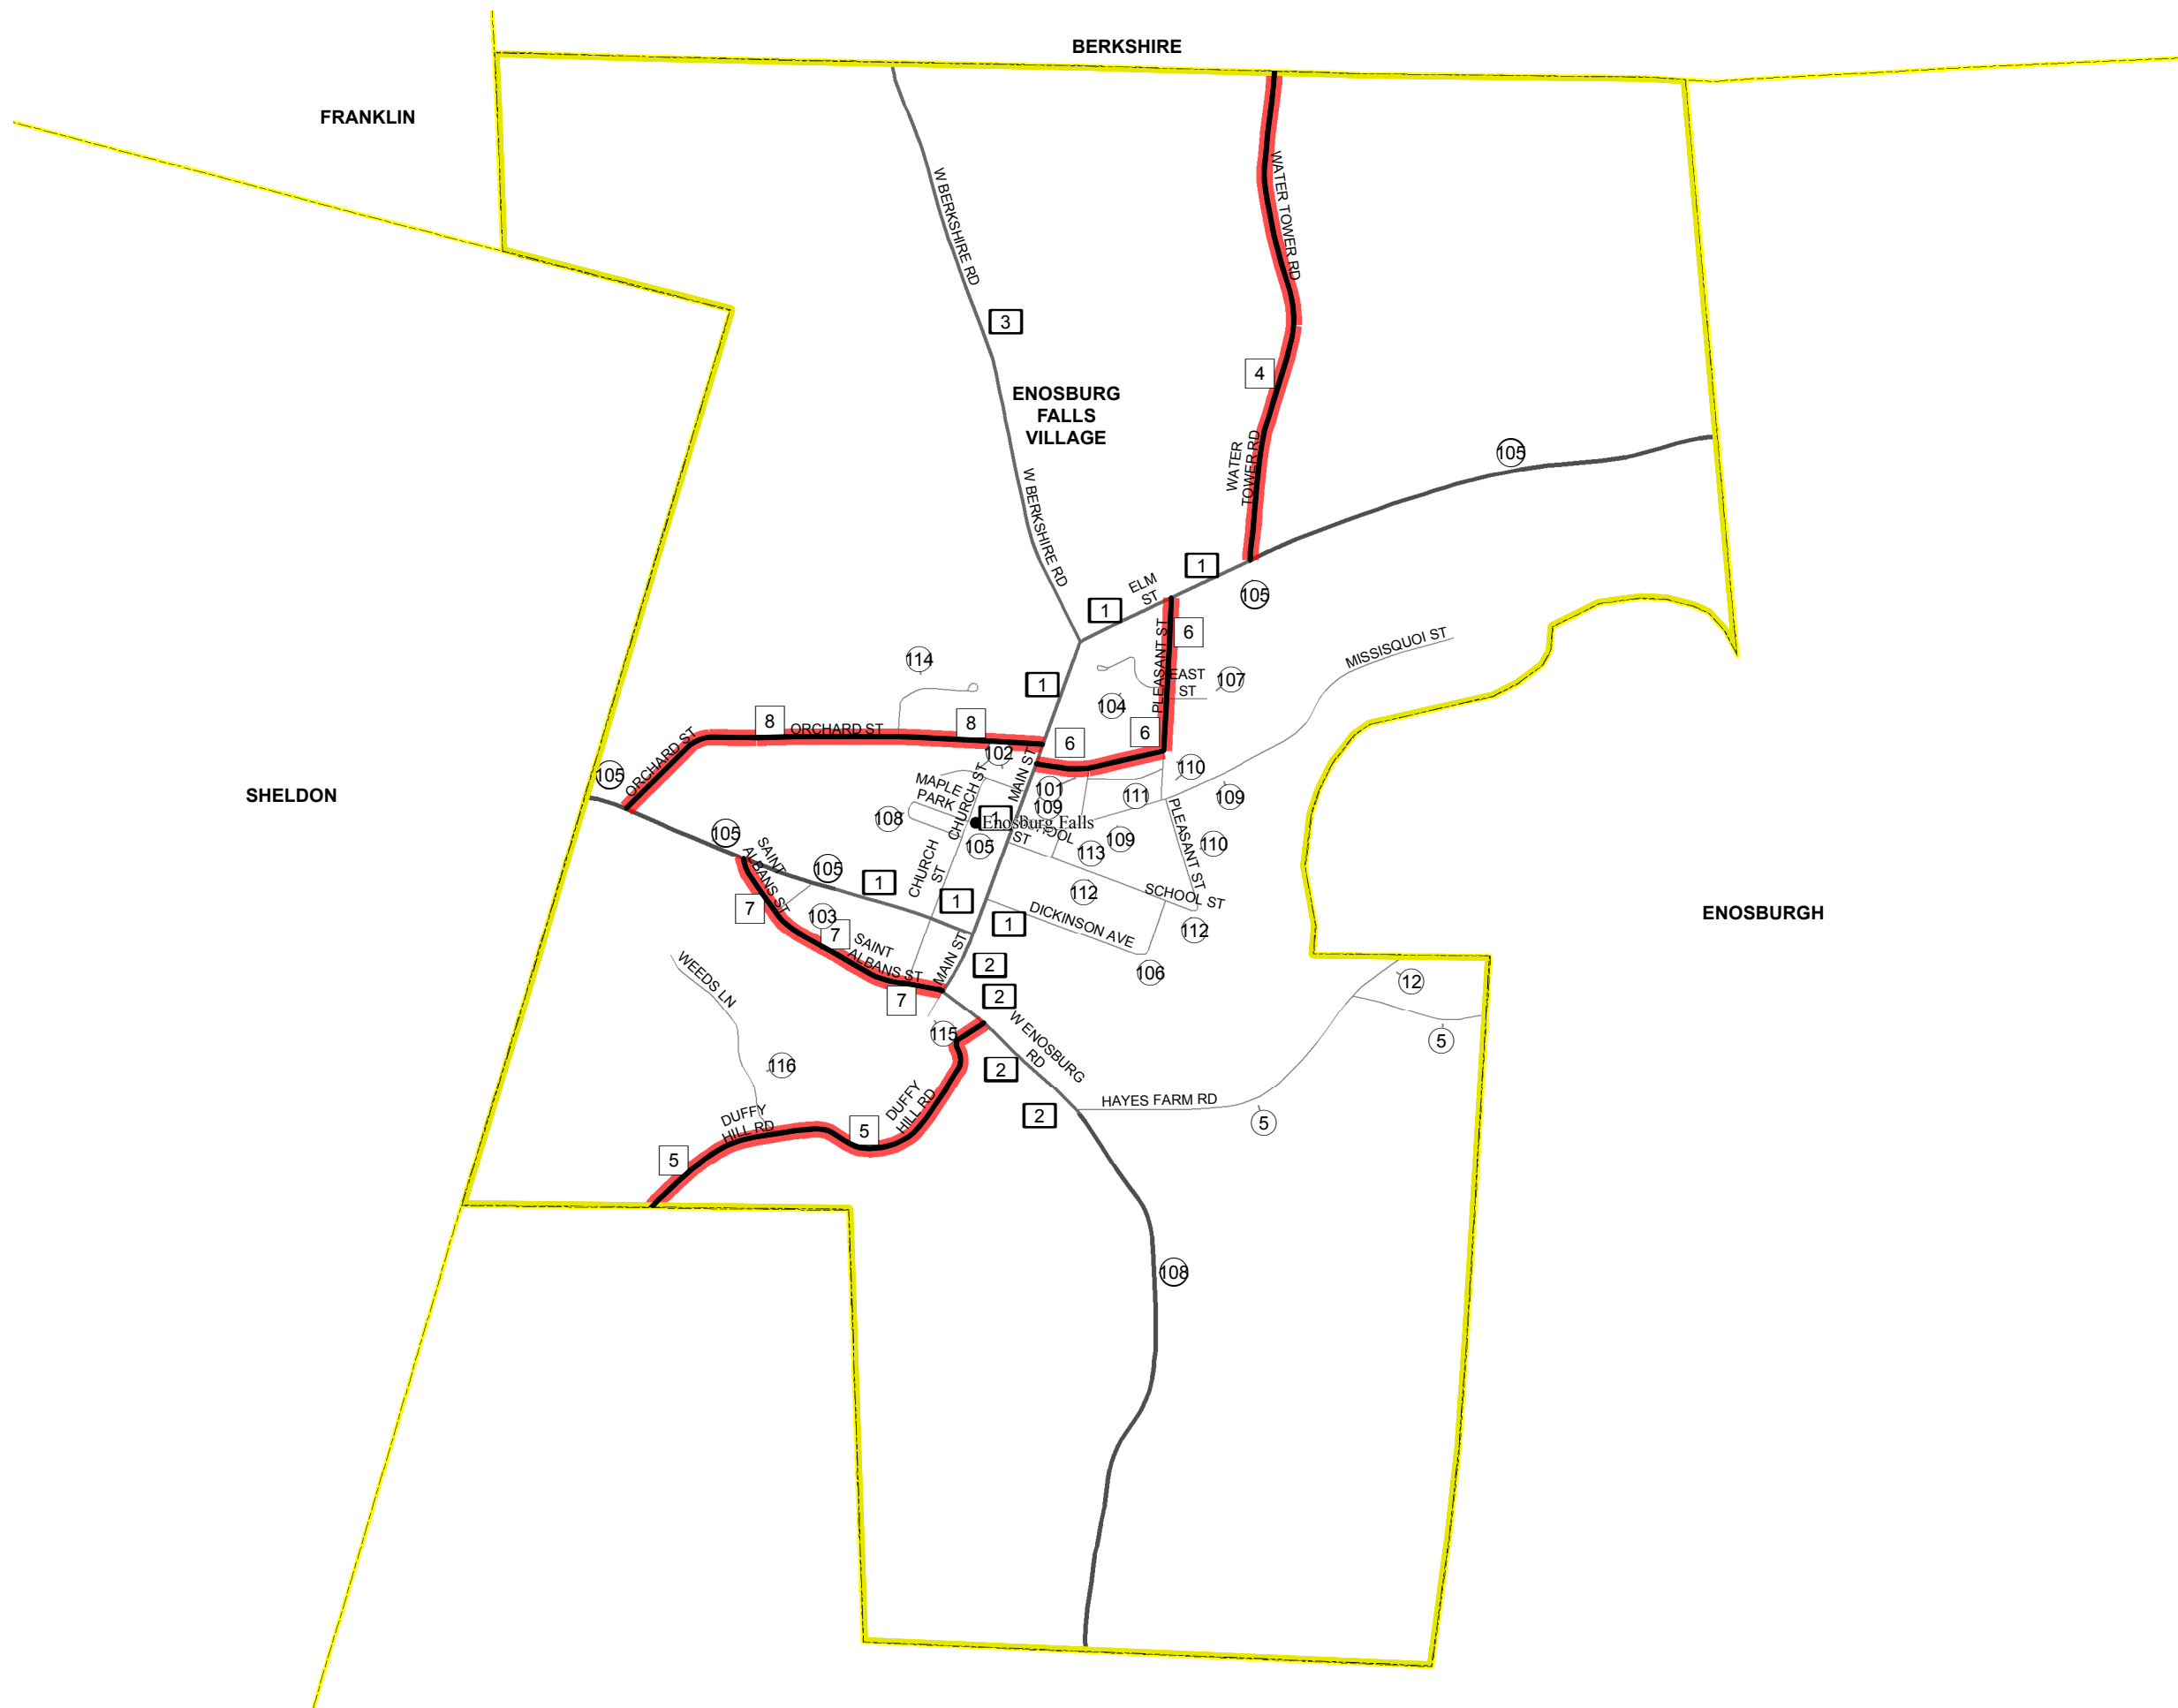 BERKSHIRE
FRANKLIN
W BERKSHIRE RD
WATER TOWER RD
3
4
ENOSBURG
FALLS
VILLAGE
WATER
TOWER RD
105
W BERKSHIRE RD
1
ELM
ST
1
105
6
PLEASANT ST
MISSISQUOI ST
114
EAST
ST
107
1
104
8
ORCHARD ST
8
6
6
ORCHARD ST
102
MAIN ST
110
105
101
MAPLE
PARK
CHURCH ST
109
111
109
SHELDON
108
1
Enosburg Falls
SCHOOL
ST
PLEASANT ST
105
SAINT
ALBANS ST
105
105
113
109
110
1
CHURCH
ST
112
SCHOOL ST
7
103
1
DICKINSON AVE
1
112
ENOSBURGH
7
SAINT
ALBANS ST
MAIN ST
2
106
WEEDS LN
7
2
12
115
W ENOSBURG
RD
5
116
2
DUFFY
HILL RD
HAYES FARM RD
DUFFY
HILL RD
5
2
5
5
108